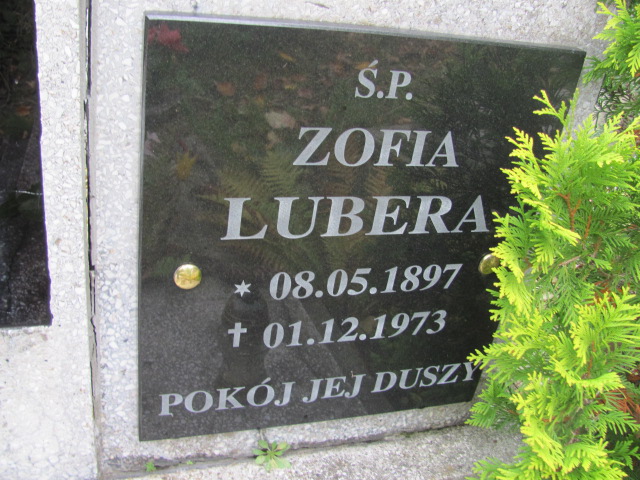 Ś.P.
ZOFIA
LUBERA
* 08.05.1897
✝ 01.12.1973
POKÓJ JEJ DUSZY